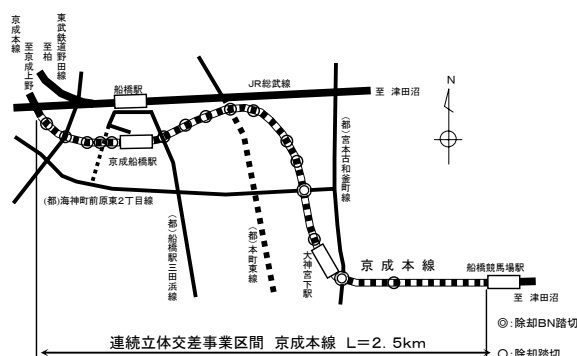 京成本線
至京成上野
東武鉄道野田線
至柏
船橋駅
JR総武線
至 津田沼
N
京成船橋駅
(都)宮本古和釜町線
(都)海神町前原東2丁目線
(都)船橋駅三田浜線
(都)本町東線
大神宮下駅
京成本線
船橋競馬場駅
至 津田沼
◎:除却BN踏切
○:除却踏切
連続立体交差事業区間 京成本線 L=2.5km